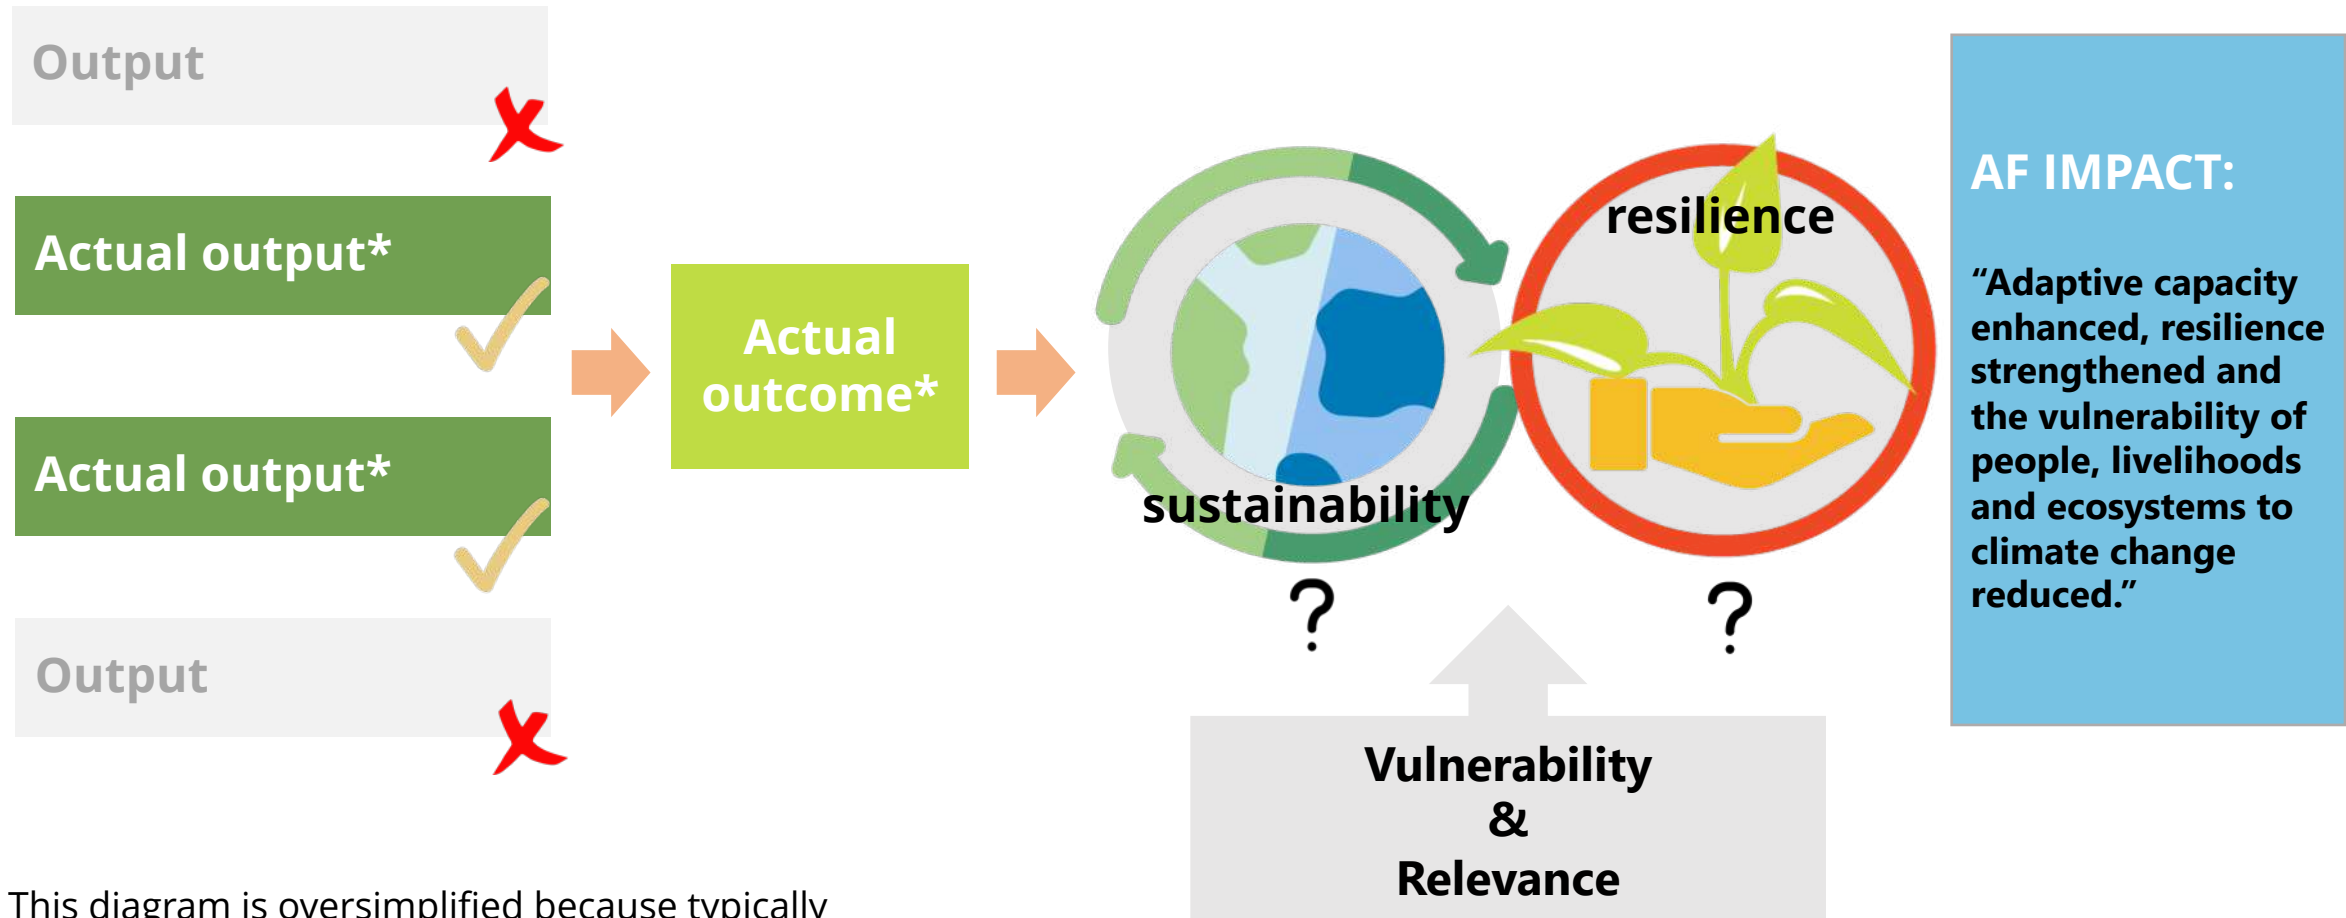 Output
Actual output*
Actual output*
Output
Actual
outcome*
sustainability
?
resilience
?
Vulnerability
&
Relevance
AF IMPACT:
“Adaptive capacity
enhanced, resilience
strengthened and
the vulnerability of
people, livelihoods
and ecosystems to
climate change
reduced.”
This diagram is oversimplified because typically